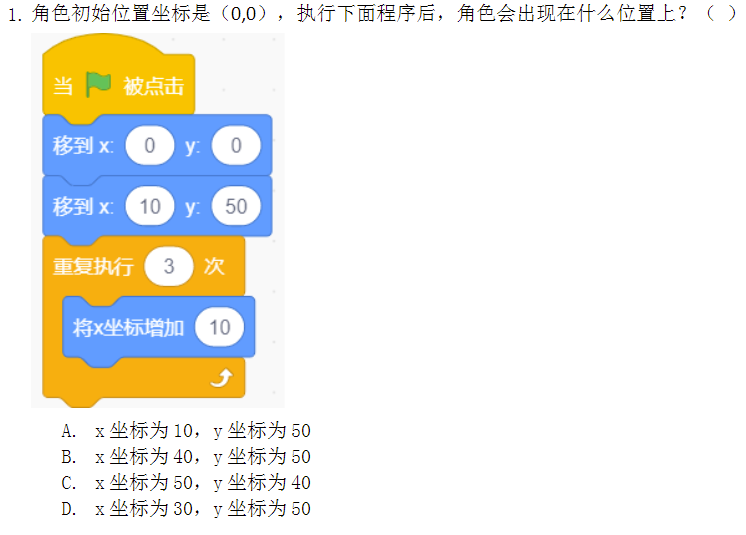 1. 角色初始位置坐标是（0,0），执行下面程序后，角色会出现在什么位置上？（ ）
当 被点击
移到 x: 0 y: 0
移到 x: 10 y: 50
重复执行 3 次
将x坐标增加 10
A. x 坐标为 10，y 坐标为 50
B. x 坐标为 40，y 坐标为 50
C. x 坐标为 50，y 坐标为 40
D. x 坐标为 30，y 坐标为 50